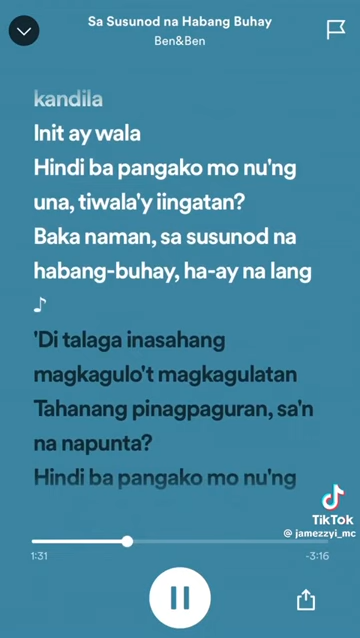 Sa Susunod na Habang Buhay
Ben&Ben
kandila
Init ay wala
Hindi ba pangako mo nu'ng
una, tiwala'y iingatan?
Baka naman, sa susunod na
habang-buhay, ha-ay na lang
♪
'Di talaga inasahang
magkagulo't magkagulatan
Tahanang pinagpaguran, sa'n
na napunta?
Hindi ba pangako mo nu'ng
TikTok
@ jamezzyi_mc
1:31
-3:16